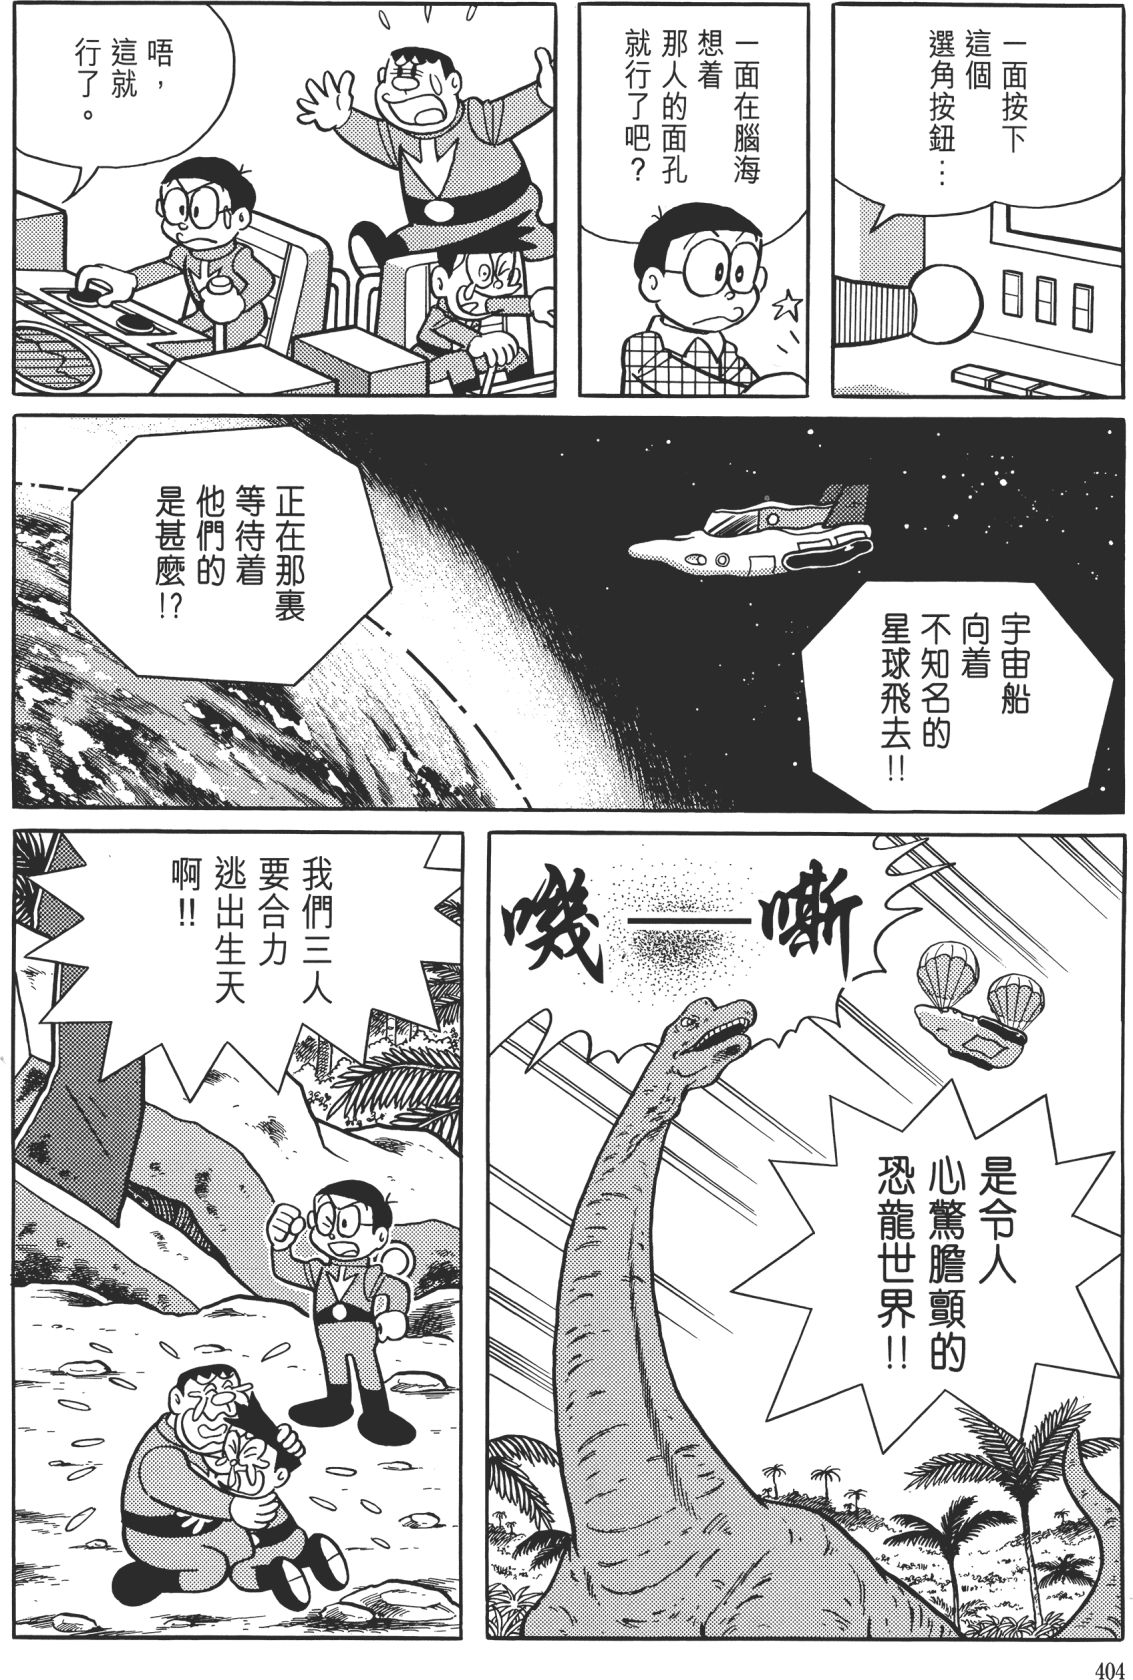 一面按下
這個
選角按鈕…
一面在腦海
想着
那人的面孔
就行了吧？
唔，
這就
行了。
宇宙船
向着
不知名的
星球飛去!!
正在那裏
等待着
他們的
是甚麼!?
嘶—嘰
是令人
心驚膽顫的
恐龍世界!!
我們三人
要合力
逃出生天
啊!!
404